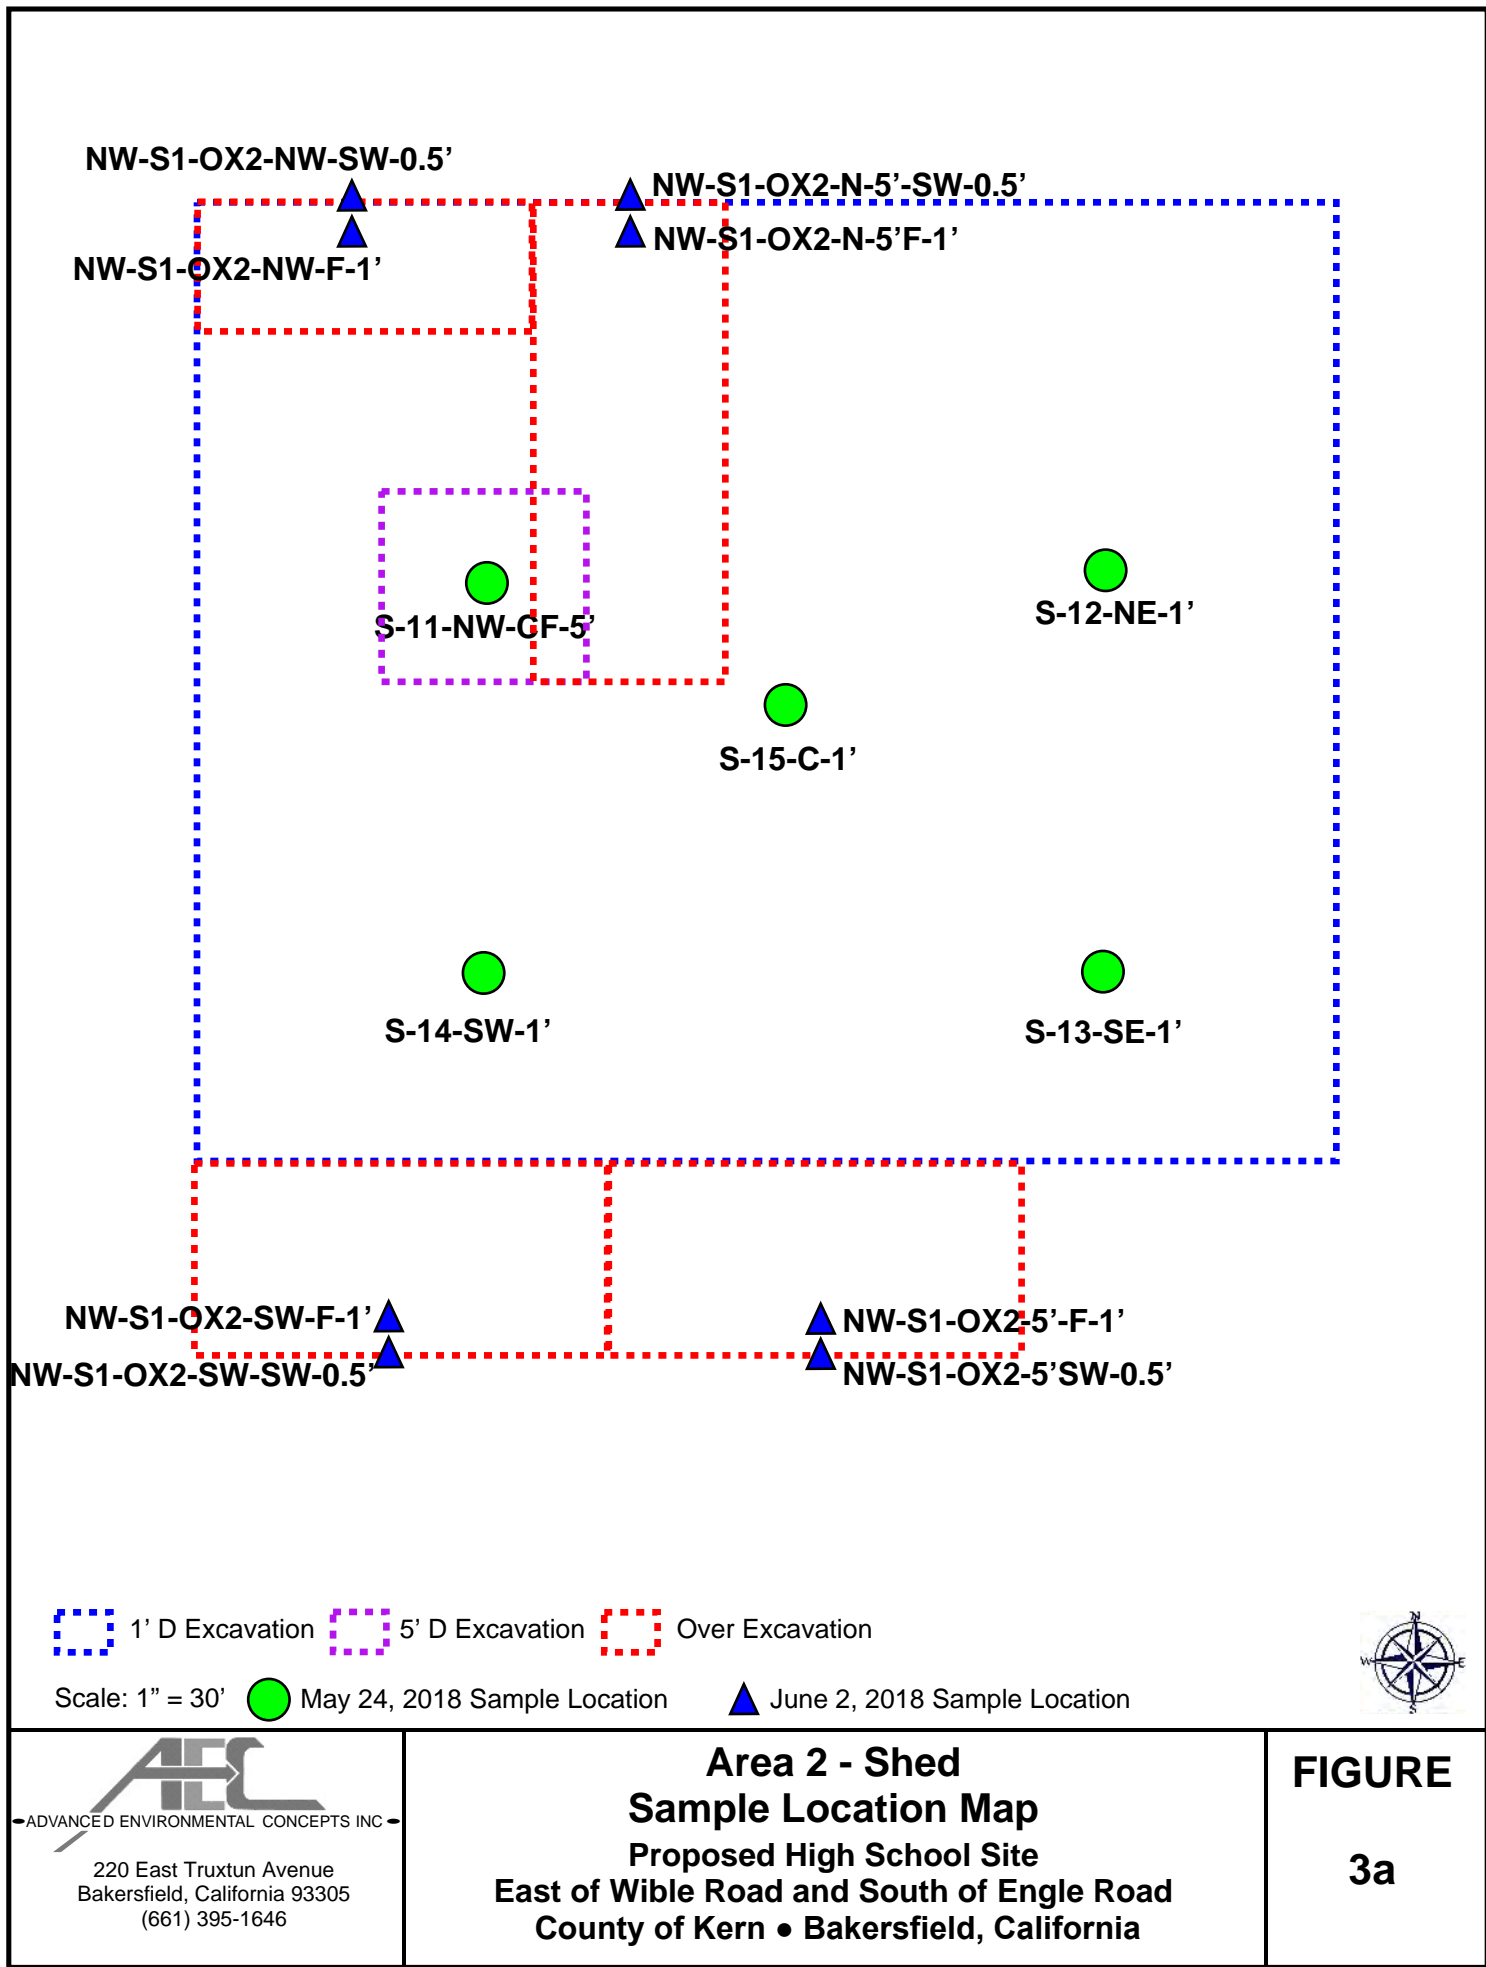 NW-S1-OX2-NW-SW-0.5’
NW-S1-OX2-N-5’-SW-0.5’
NW-S1-OX2-N-5’F-1’
NW-S1-OX2-NW-F-1’
S-12-NE-1’
S-11-NW-CF-5’
S-15-C-1’
S-14-SW-1’
S-13-SE-1’
NW-S1-OX2-SW-F-1’
NW-S1-OX2-5’-F-1’
NW-S1-OX2-SW-SW-0.5’
NW-S1-OX2-5’SW-0.5’
1’ D Excavation
5’ D Excavation
Over Excavation
N
W
E
S
Scale: 1” = 30’
May 24, 2018 Sample Location
June 2, 2018 Sample Location
AEC
ADVANCED ENVIRONMENTAL CONCEPTS INC
220 East Truxtun Avenue
Bakersfield, California 93305
(661) 395-1646
Area 2 - Shed
Sample Location Map
Proposed High School Site
East of Wible Road and South of Engle Road
County of Kern ● Bakersfield, California
FIGURE
3a